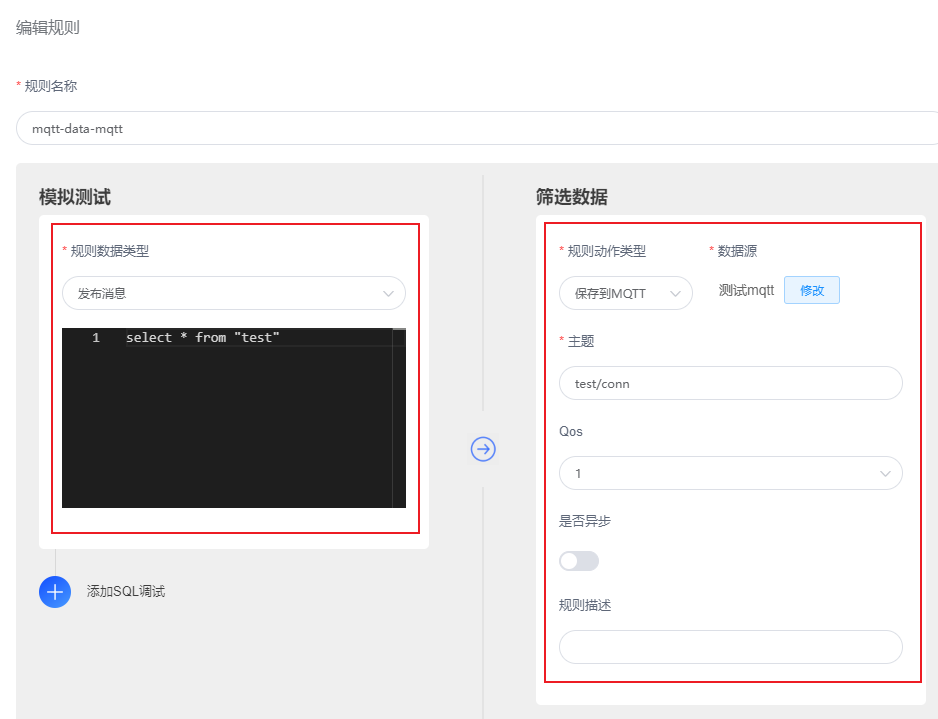 编辑规则
* 规则名称
mqtt-data-mqtt
模拟测试
* 规则数据类型
发布消息
1 select * from "test"
添加SQL调试
筛选数据
* 规则动作类型
* 数据源
保存到MQTT
测试mqtt
修改
* 主题
test/conn
Qos
1
是否异步
规则描述